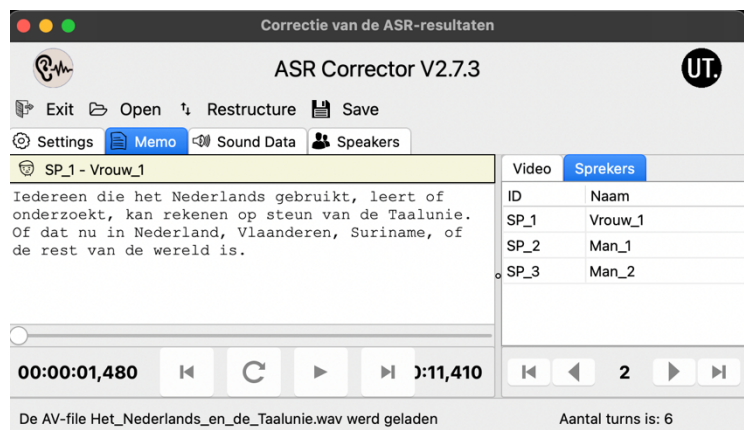 Correctie van de ASR-resultaten
ASR Corrector V2.7.3
UT.
Exit Open Restructure Save
Settings Memo Sound Data Speakers
SP_1 - Vrouw_1
Iedereen die het Nederlands gebruikt, leert of
onderzoekt, kan rekenen op steun van de Taalunie.
Of dat nu in Nederland, Vlaanderen, Suriname, of
de rest van de wereld is.
Video Sprekers
ID Naam
SP_1 Vrouw_1
SP_2 Man_1
SP_3 Man_2
00:00:01,480 0:11,410 2
De AV-file Het_Nederlands_en_de_Taalunie.wav werd geladen Aantal turns is: 6